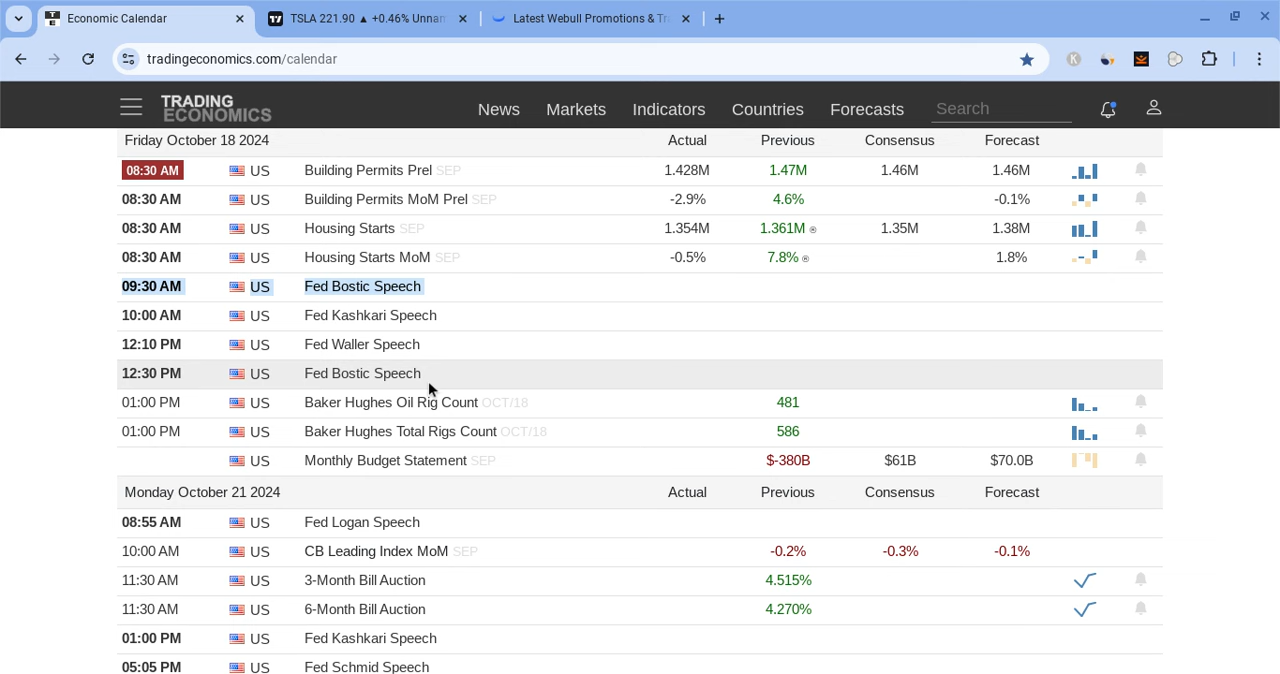 Economic Calendar
TSLA 221.90 ▲ +0.46% Unnan
Latest Webull Promotions & Tr
tradingeconomics.com/calendar
TRADING
ECONOMICS
News Markets Indicators Countries Forecasts Search
Friday October 18 2024 Actual Previous Consensus Forecast
08:30 AM US Building Permits Prel SEP 1.428M 1.47M 1.46M 1.46M
08:30 AM US Building Permits MoM Prel SEP -2.9% 4.6% -0.1%
08:30 AM US Housing Starts SEP 1.354M 1.361M ® 1.35M 1.38M
08:30 AM US Housing Starts MoM SEP -0.5% 7.8% ® 1.8%
09:30 AM US Fed Bostic Speech
10:00 AM US Fed Kashkari Speech
12:10 PM US Fed Waller Speech
12:30 PM US Fed Bostic Speech
01:00 PM US Baker Hughes Oil Rig Count OCT/18 481
01:00 PM US Baker Hughes Total Rigs Count OCT/18 586
US Monthly Budget Statement SEP $-380B $61B $70.0B
Monday October 21 2024 Actual Previous Consensus Forecast
08:55 AM US Fed Logan Speech
10:00 AM US CB Leading Index MoM SEP -0.2% -0.3% -0.1%
11:30 AM US 3-Month Bill Auction 4.515%
11:30 AM US 6-Month Bill Auction 4.270%
01:00 PM US Fed Kashkari Speech
05:05 PM US Fed Schmid Speech